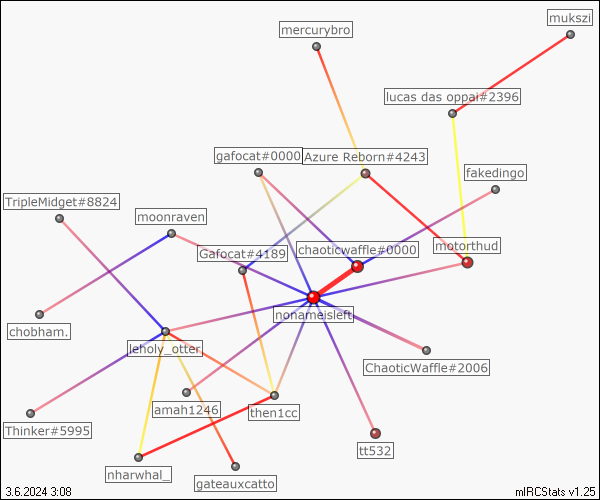 mukszi
mercurybro
lucas das oppai#2396
gafocat#0000
Azure Reborn#4243
fakedingo
TripleMidget#8824
moonraven
Gafocat#4189
chaoticwaffle#0000
motorthud
nonameisleft
chobham.
leholy_otter
ChaoticWaffle#2006
amah1246
then1cc
Thinker#5995
tt532
nharwhal_
gateauxcatto
3.6.2024 3:08
mIRCStats v1.25